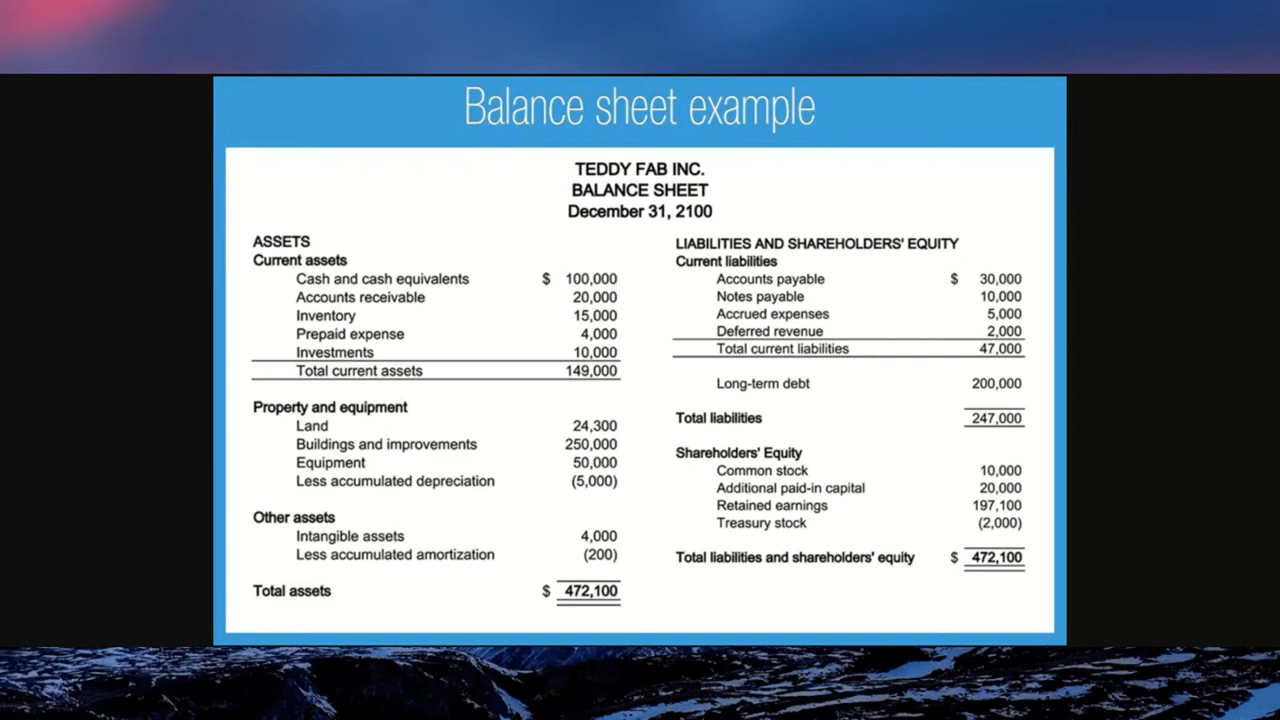 Balance sheet example
TEDDY FAB INC.
BALANCE SHEET
December 31, 2100
ASSETS
Current assets
Cash and cash equivalents $ 100,000
Accounts receivable 20,000
Inventory 15,000
Prepaid expense 4,000
Investments 10,000
Total current assets 149,000
Property and equipment
Land 24,300
Buildings and improvements 250,000
Equipment 50,000
Less accumulated depreciation (5,000)
Other assets
Intangible assets 4,000
Less accumulated amortization (200)
Total assets $ 472,100
LIABILITIES AND SHAREHOLDERS' EQUITY
Current liabilities
Accounts payable $ 30,000
Notes payable 10,000
Accrued expenses 5,000
Deferred revenue 2,000
Total current liabilities 47,000
Long-term debt 200,000
Total liabilities 247,000
Shareholders' Equity
Common stock 10,000
Additional paid-in capital 20,000
Retained earnings 197,100
Treasury stock (2,000)
Total liabilities and shareholders' equity $ 472,100